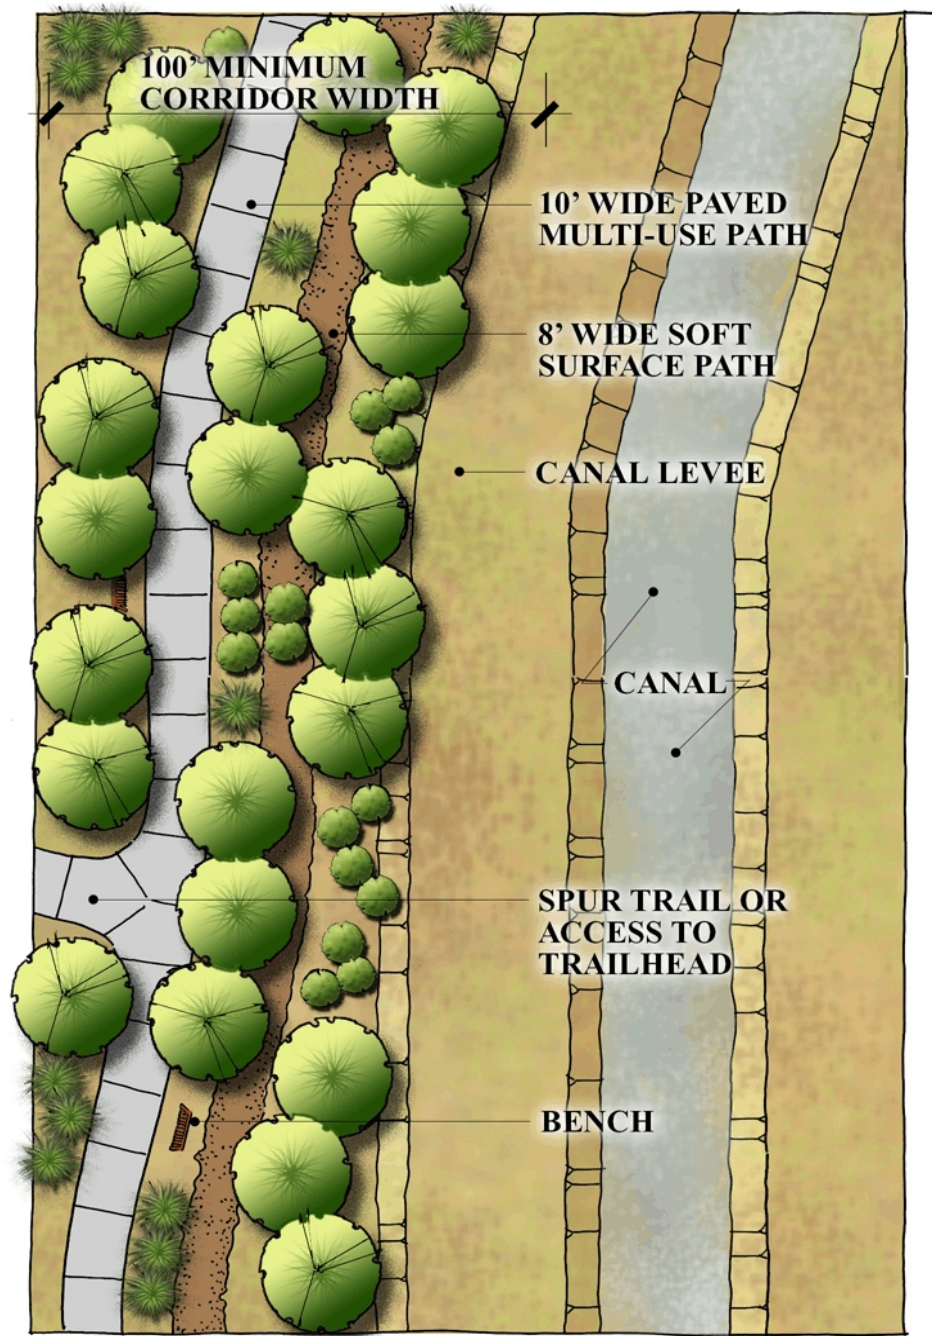 100’ MINIMUM
CORRIDOR WIDTH
10’ WIDE PAVED
MULTI-USE PATH
8’ WIDE SOFT
SURFACE PATH
CANAL LEVEE
CANAL
SPUR TRAIL OR
ACCESS TO
TRAILHEAD
BENCH